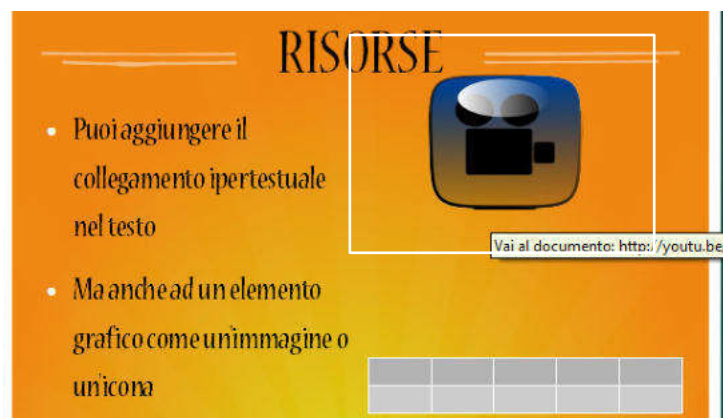 RISORSE
• Puoi aggiungere il
collegamento ipertestuale
nel testo
Vai al documento: http://youtu.be
• Ma anche ad un elemento
grafico come un'immagine o
un'icona